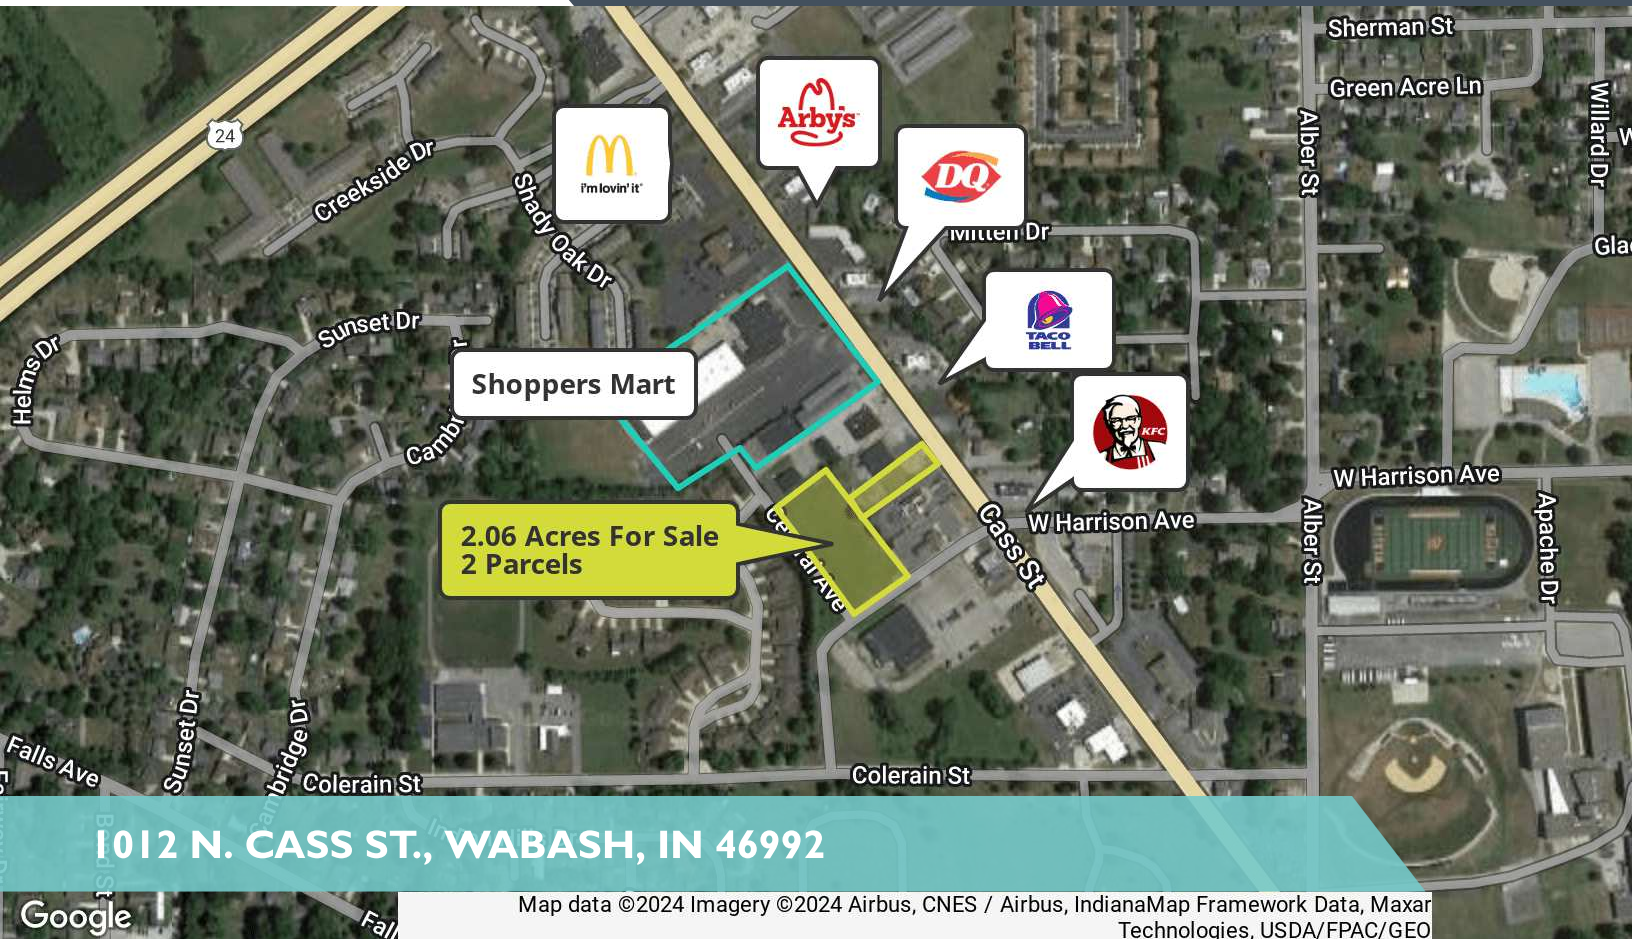 Sherman St
Green Acre Ln
Willard Dr
W
Alber St
24
Arby's
i'm lovin' it
DQ
Creekside Dr
Shady Oak Dr
Mitten Dr
Gla
TACO
BELL
Sunset Dr
Helms Dr
Shoppers Mart
KFC
Camb
W Harrison Ave
Cass St
W Harrison Ave
Alber St
Apache Dr
2.06 Acres For Sale
2 Parcels
Sunset Dr
Cambridge Dr
Falls Ave
Colerain St
Colerain St
1012 N. CASS ST., WABASH, IN 46992
Google
Fall
Map data ©2024 Imagery ©2024 Airbus, CNES / Airbus, IndianaMap Framework Data, Maxar
Technologies, USDA/FPAC/GEO